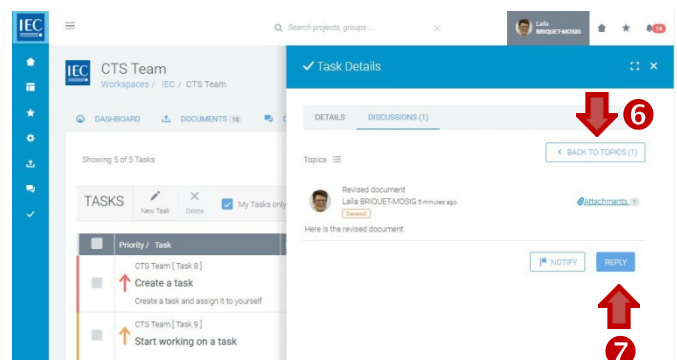 IEC
Search projects, groups ...
Laila
BRIQUET-MOSIG
14
IEC
CTS Team
Workspaces / IEC / CTS Team
DASHBOARD
DOCUMENTS 10
D
Showing 5 of 5 Tasks
TASKS
New Task
Delete
My Tasks only
Priority / Task
CTS Team [ Task 8 ]
Create a task
Create a task and assign it to yourself
CTS Team [ Task 9 ]
Start working on a task
Task Details
DETAILS
DISCUSSIONS (1)
6
Topics
< BACK TO TOPICS (1)
Revised document
Laila BRIQUET-MOSIG 5 minutes ago
General
Attachments 1
Here is the revised document
NOTIFY
REPLY
7